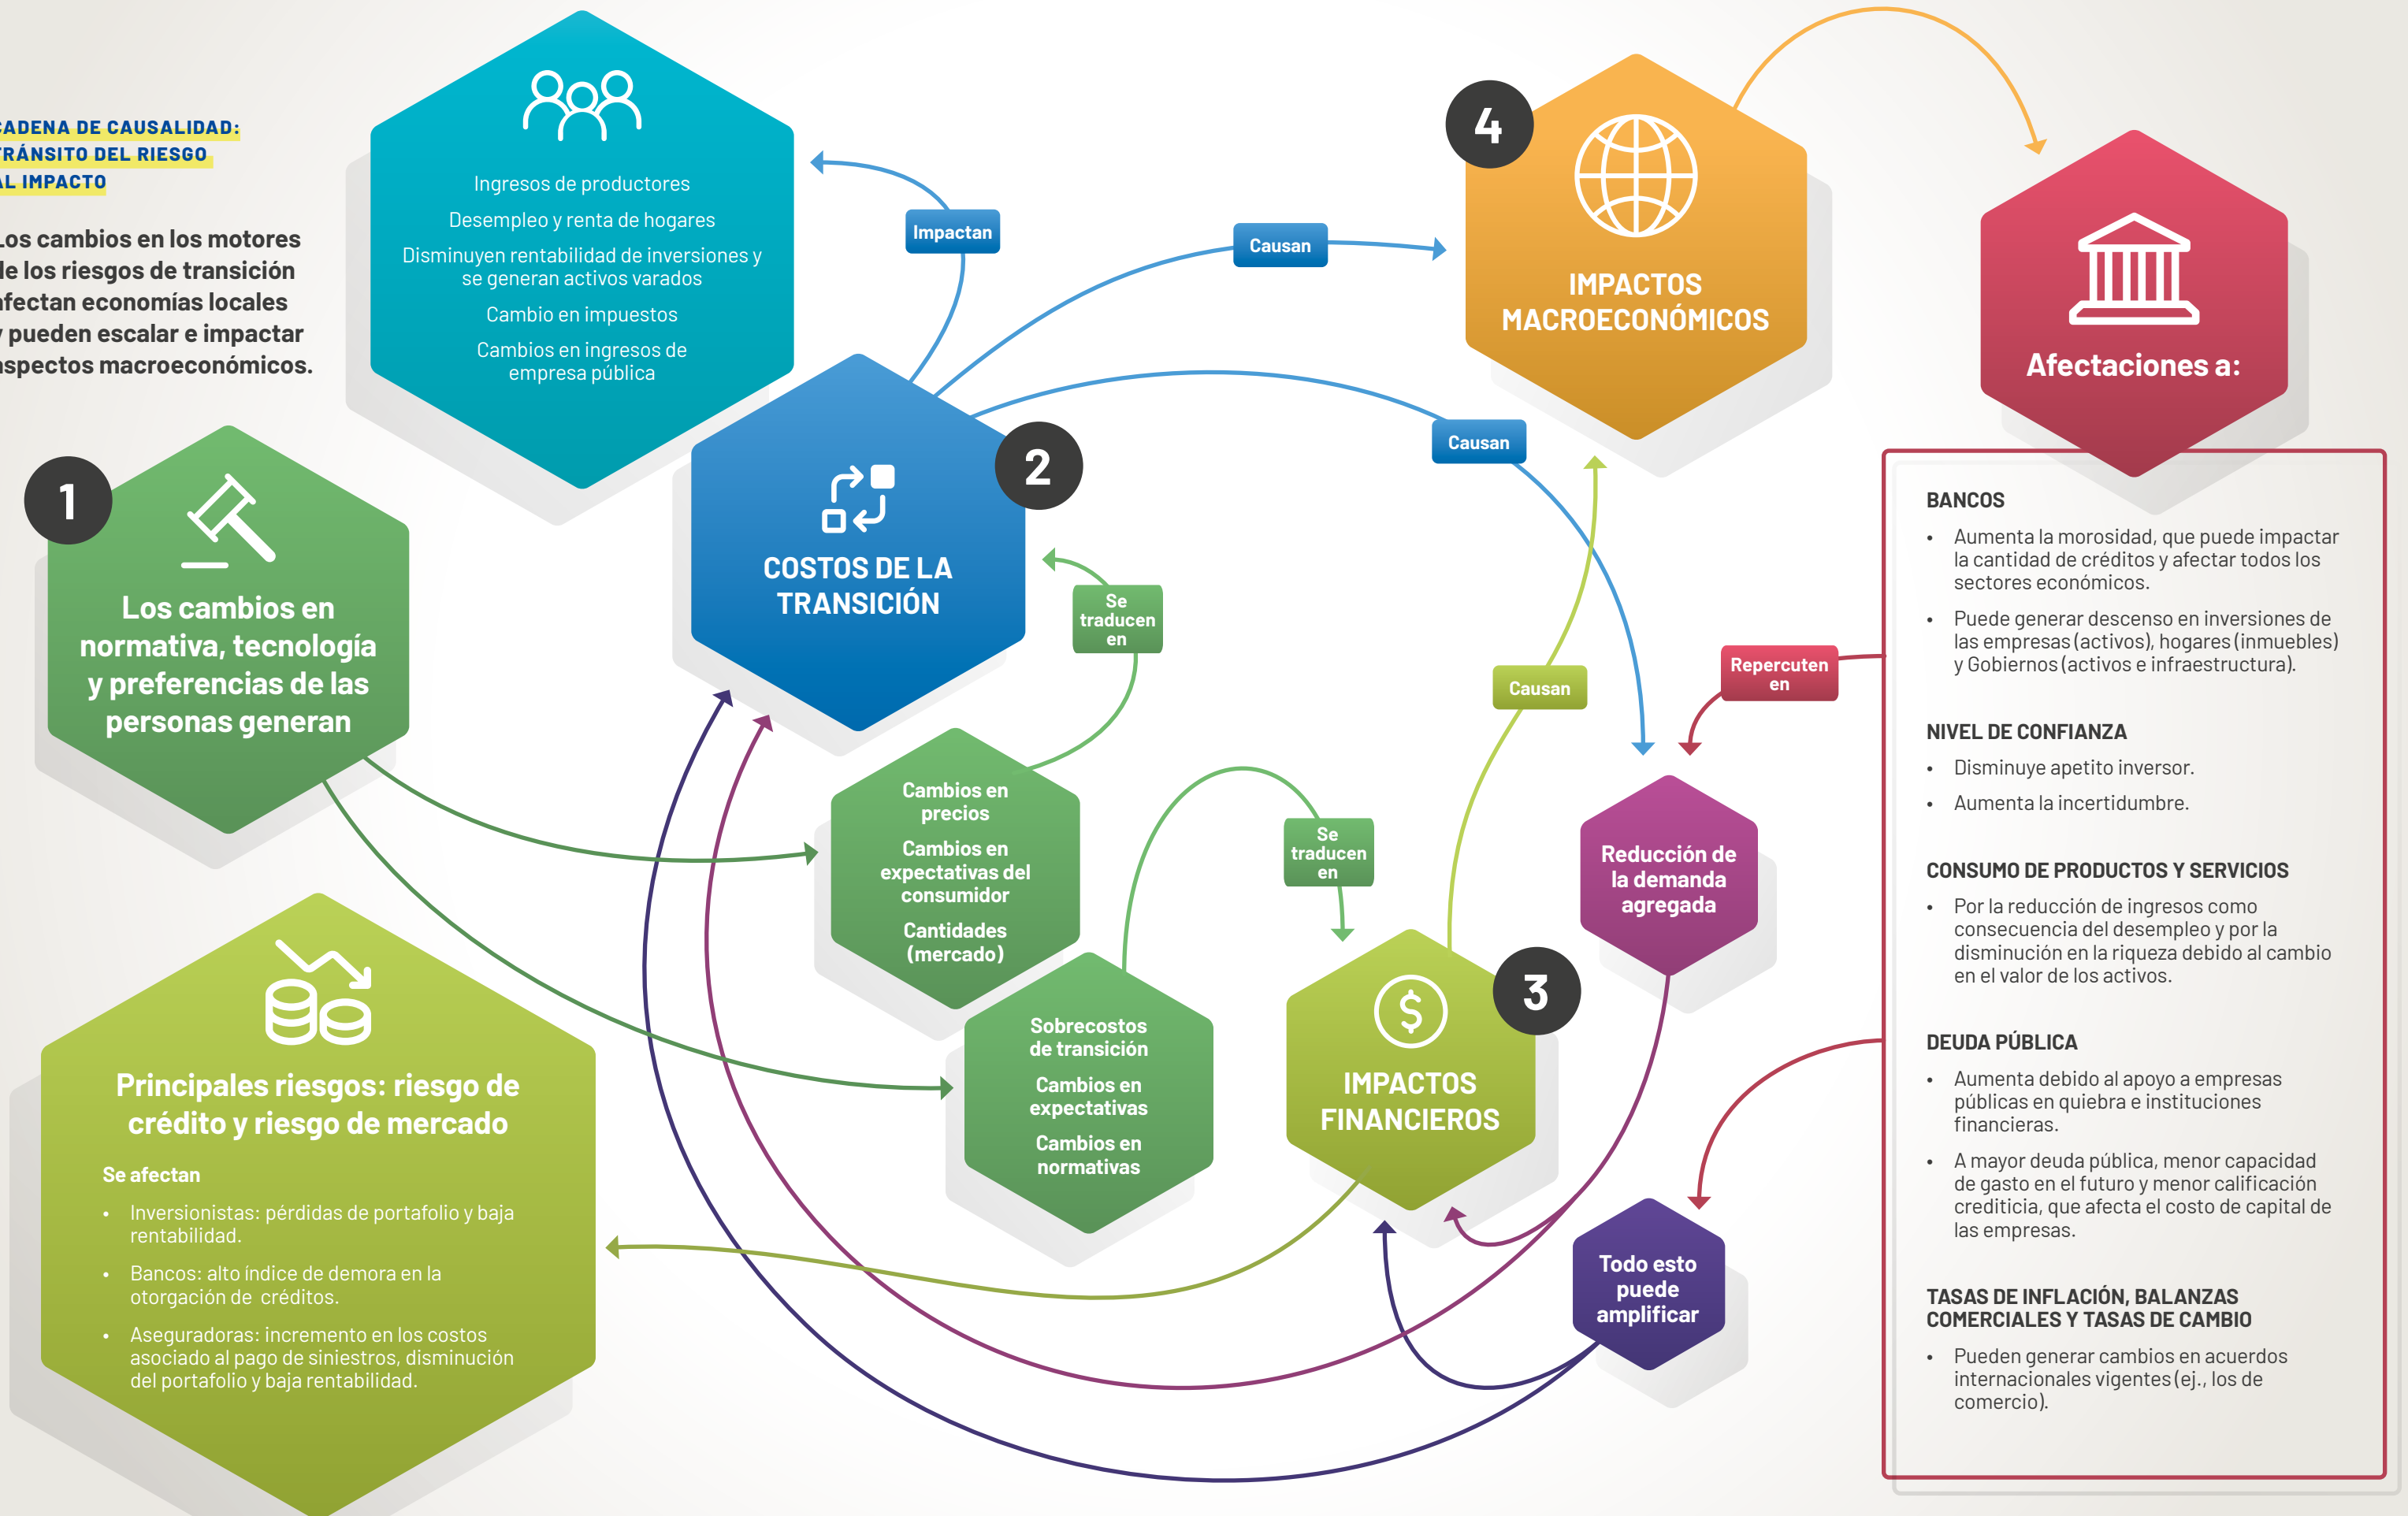 CADENA DE CAUSALIDAD:
TRÁNSITO DEL RIESGO
AL IMPACTO
Los cambios en los motores
de los riesgos de transición
afectan economías locales
y pueden escalar e impactar
aspectos macroeconómicos.
Ingresos de productores
Desempleo y renta de hogares
Disminuyen rentabilidad de inversiones y
se generan activos varados
Cambio en impuestos
Cambios en ingresos de
empresa pública
Impactan
Causan
4
IMPACTOS
MACROECONÓMICOS
Afectaciones a:
1
Los cambios en
normativa, tecnología
y preferencias de las
personas generan
2
COSTOS DE LA
TRANSICIÓN
Causan
Se
traducen
en
Causan
Repercuten
en
Cambios en
precios
Cambios en
expectativas del
consumidor
Cantidades
(mercado)
Se
traducen
en
Reducción de
la demanda
agregada
Sobrecostos
de transición
Cambios en
expectativas
Cambios en
normativas
3
IMPACTOS
FINANCIEROS
Todo esto
puede
amplificar
Principales riesgos: riesgo de
crédito y riesgo de mercado
Se afectan
• Inversionistas: pérdidas de portafolio y baja
rentabilidad.
• Bancos: alto índice de demora en la
otorgación de créditos.
• Aseguradoras: incremento en los costos
asociado al pago de siniestros, disminución
del portafolio y baja rentabilidad.
BANCOS
• Aumenta la morosidad, que puede impactar
la cantidad de créditos y afectar todos los
sectores económicos.
• Puede generar descenso en inversiones de
las empresas (activos), hogares (inmuebles)
y Gobiernos (activos e infraestructura).
NIVEL DE CONFIANZA
• Disminuye apetito inversor.
• Aumenta la incertidumbre.
CONSUMO DE PRODUCTOS Y SERVICIOS
• Por la reducción de ingresos como
consecuencia del desempleo y por la
disminución en la riqueza debido al cambio
en el valor de los activos.
DEUDA PÚBLICA
• Aumenta debido al apoyo a empresas
públicas en quiebra e instituciones
financieras.
• A mayor deuda pública, menor capacidad
de gasto en el futuro y menor calificación
crediticia, que afecta el costo de capital de
las empresas.
TASAS DE INFLACIÓN, BALANZAS
COMERCIALES Y TASAS DE CAMBIO
• Pueden generar cambios en acuerdos
internacionales vigentes (ej., los de
comercio).